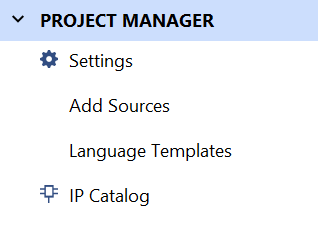 PROJECT MANAGER
Settings
Add Sources
Language Templates
IP Catalog